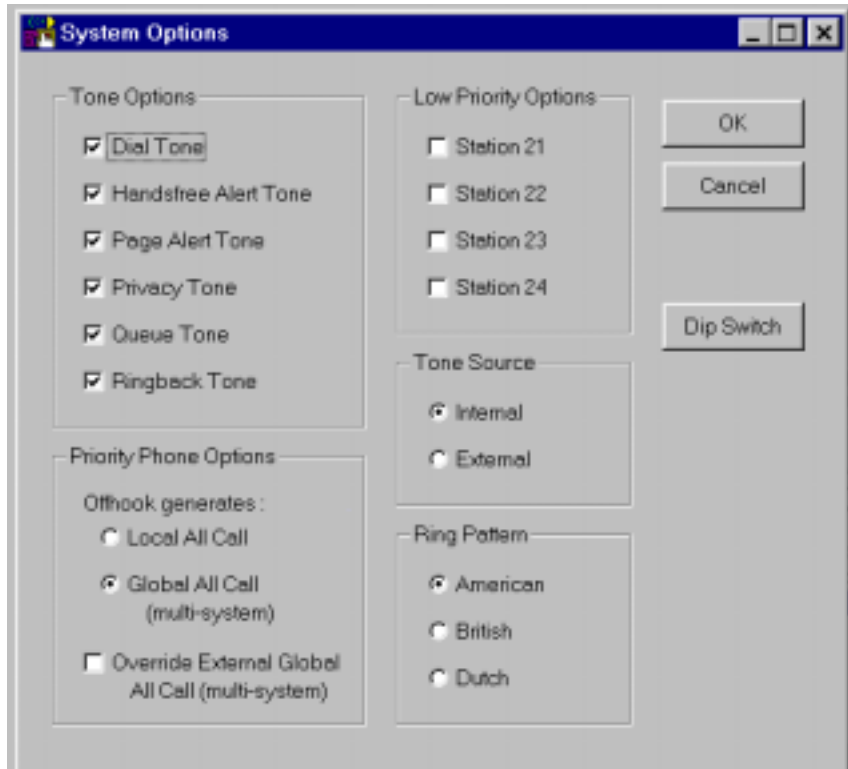 System Options
Tone Options
Dial Tone
Handsfree Alert Tone
Page Alert Tone
Privacy Tone
Queue Tone
Ringback Tone
Priority Phone Options
Offhook generates :
Local All Call
Global All Call
(multi-system)
Override External Global
All Call (multi-system)
Low Priority Options
Station 21
Station 22
Station 23
Station 24
Tone Source
Internal
External
Ring Pattern
American
British
Dutch
OK
Cancel
Dip Switch